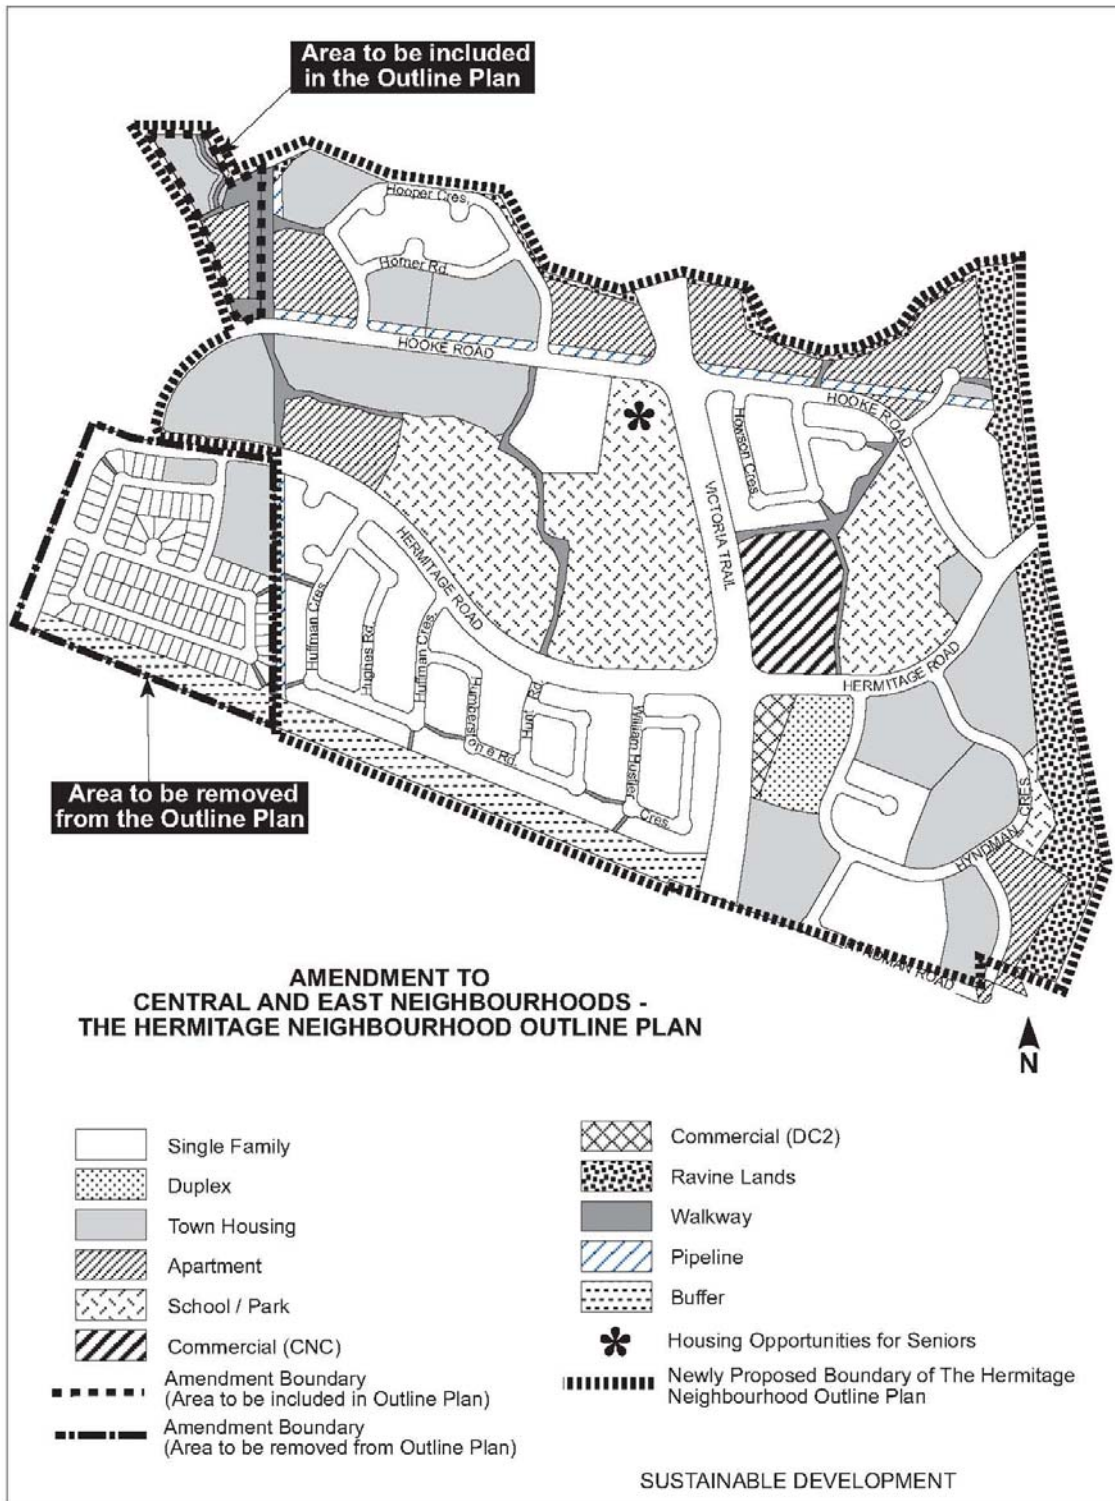 Area to be included
in the Outline Plan
Hooper Cres.
Homer Rd.
HOOKE ROAD
HOOKE ROAD
Howson Cres.
VICTORIA TRAIL
HERMITAGE ROAD
HERMITAGE ROAD
Huffman Cres.
Hughes Rd.
Huffman Cres.
Humberstone Rd.
Hunt Rd.
William Hustler Cres.
HYNDMAN CRES.
HYNDMAN ROAD
Area to be removed
from the Outline Plan
AMENDMENT TO
CENTRAL AND EAST NEIGHBOURHOODS -
THE HERMITAGE NEIGHBOURHOOD OUTLINE PLAN
N
Single Family
Duplex
Town Housing
Apartment
School / Park
Commercial (CNC)
Amendment Boundary
(Area to be included in Outline Plan)
Amendment Boundary
(Area to be removed from Outline Plan)
Commercial (DC2)
Ravine Lands
Walkway
Pipeline
Buffer
Housing Opportunities for Seniors
Newly Proposed Boundary of The Hermitage
Neighbourhood Outline Plan
SUSTAINABLE DEVELOPMENT